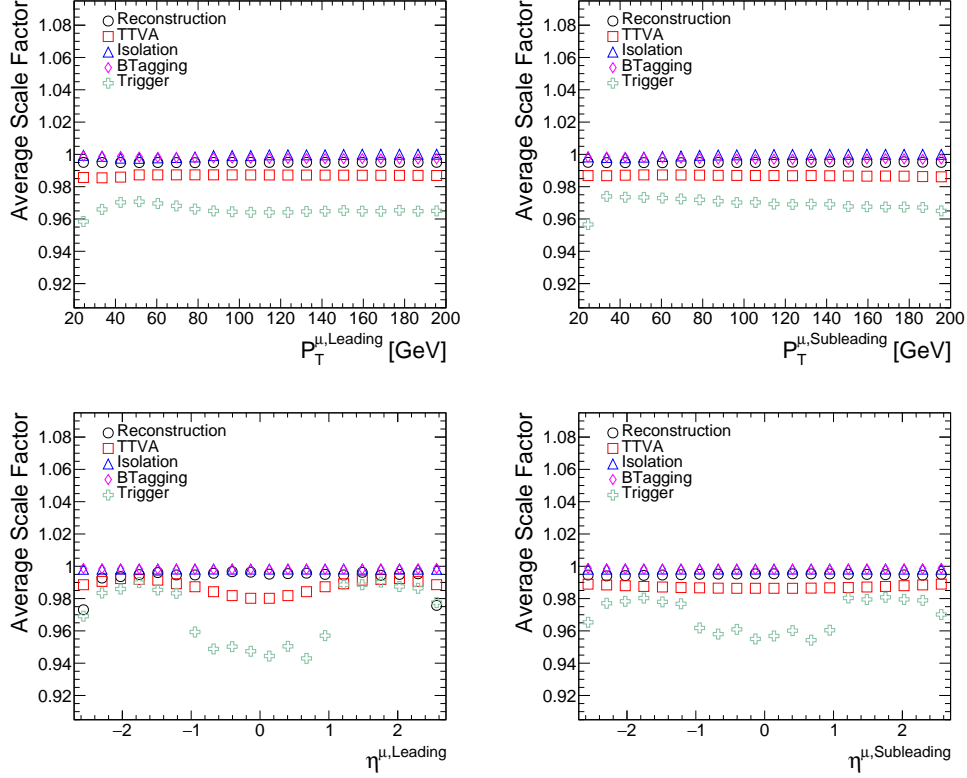 Average Scale Factor
1.08
1.06
1.04
1.02
1
0.98
0.96
0.94
0.92
Reconstruction
TTVA
Isolation
BTagging
Trigger
20 40 60 80 100 120 140 160 180 200
P_T^μ,Leading [GeV]
Average Scale Factor
1.08
1.06
1.04
1.02
1
0.98
0.96
0.94
0.92
Reconstruction
TTVA
Isolation
BTagging
Trigger
20 40 60 80 100 120 140 160 180 200
P_T^μ,Subleading [GeV]
Average Scale Factor
1.08
1.06
1.04
1.02
1
0.98
0.96
0.94
0.92
Reconstruction
TTVA
Isolation
BTagging
Trigger
−2 −1 0 1 2
η^μ,Leading
Average Scale Factor
1.08
1.06
1.04
1.02
1
0.98
0.96
0.94
0.92
Reconstruction
TTVA
Isolation
BTagging
Trigger
−2 −1 0 1 2
η^μ,Subleading